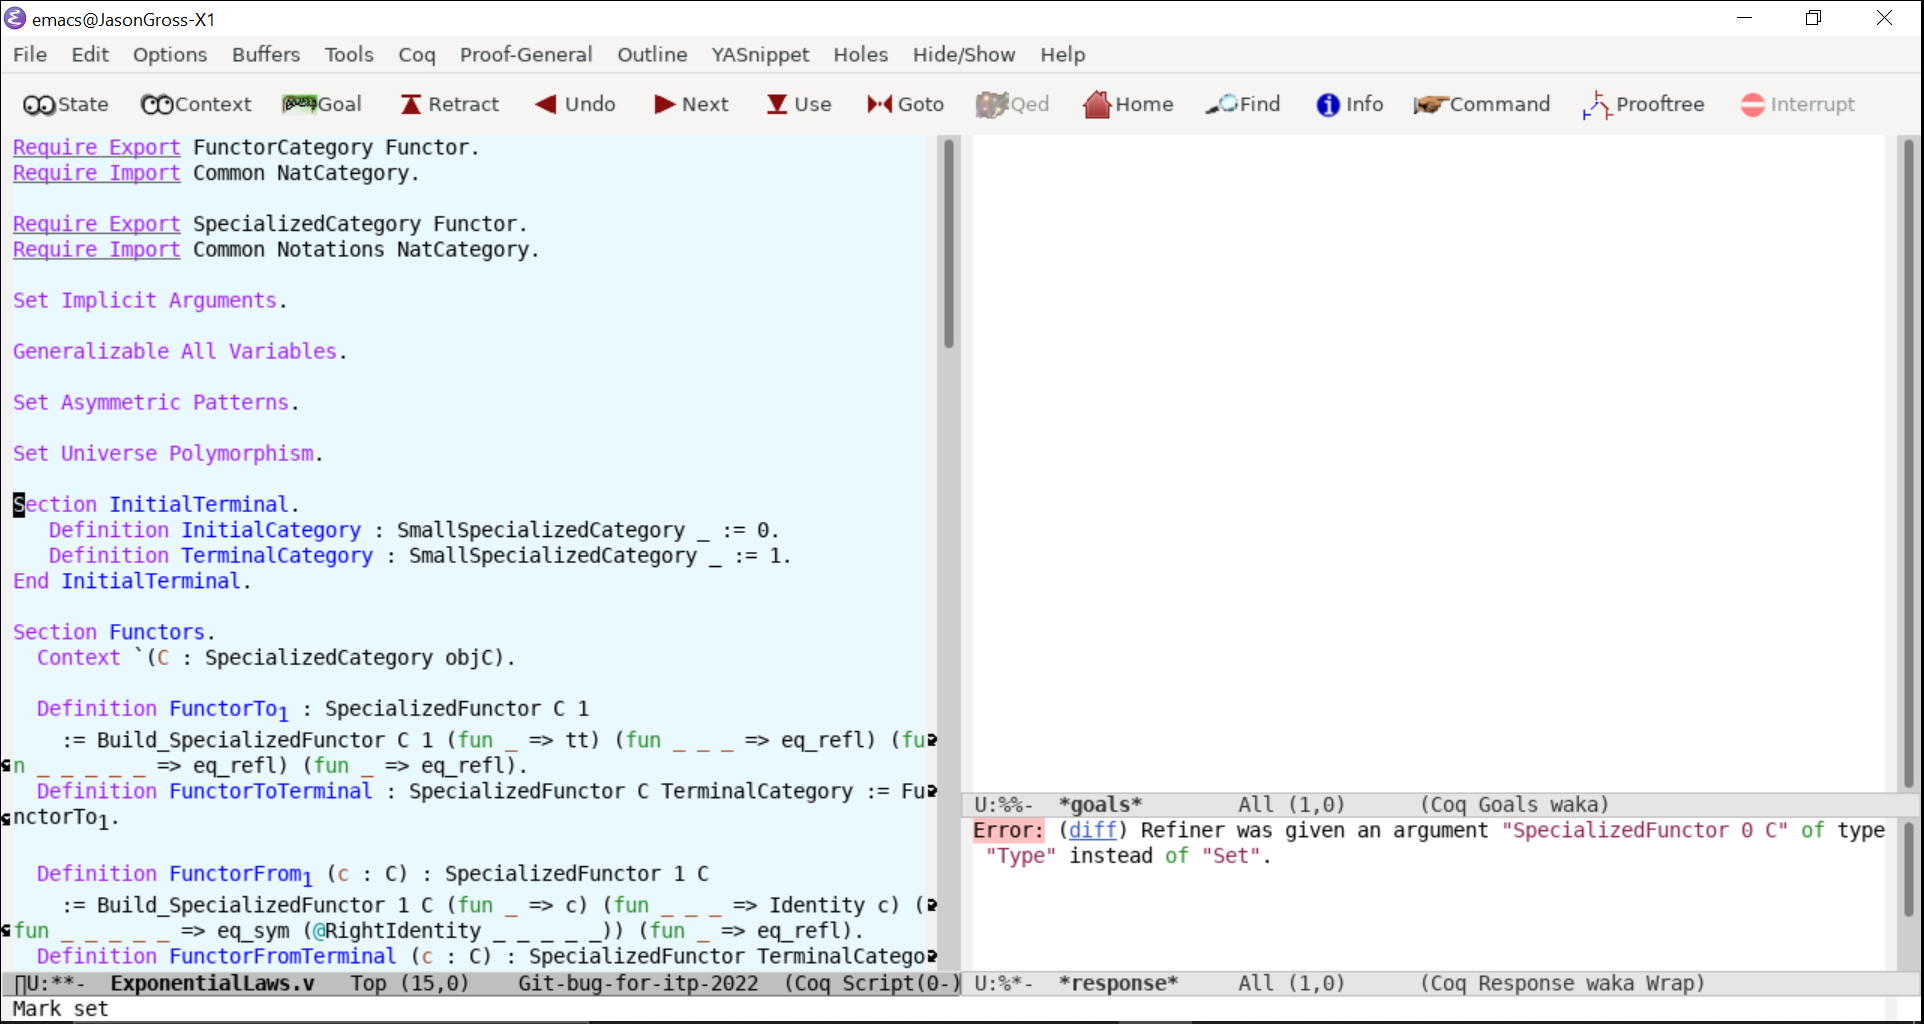 emacs@JasonGross-X1
File Edit Options Buffers Tools Coq Proof-General Outline YASnippet Holes Hide/Show Help
State Context Goal Retract Undo Next Use Goto Qed Home Find Info Command Prooftree Interrupt
Require Export FunctorCategory Functor.
Require Import Common NatCategory.
Require Export SpecializedCategory Functor.
Require Import Common Notations NatCategory.
Set Implicit Arguments.
Generalizable All Variables.
Set Asymmetric Patterns.
Set Universe Polymorphism.
Section InitialTerminal.
   Definition InitialCategory : SmallSpecializedCategory _ := 0.
   Definition TerminalCategory : SmallSpecializedCategory _ := 1.
End InitialTerminal.
Section Functors.
  Context `(C : SpecializedCategory objC).
  Definition FunctorTo₁ : SpecializedFunctor C 1
    := Build_SpecializedFunctor C 1 (fun _ => tt) (fun _ _ _ => eq_refl) (fu
n _ _ _ _ _ => eq_refl) (fun _ => eq_refl).
  Definition FunctorToTerminal : SpecializedFunctor C TerminalCategory := Fu
nctorTo₁.
  Definition FunctorFrom₁ (c : C) : SpecializedFunctor 1 C
    := Build_SpecializedFunctor 1 C (fun _ => c) (fun _ _ _ => Identity c) (
fun _ _ _ _ _ => eq_sym (@RightIdentity _ _ _ _ _)) (fun _ => eq_refl).
  Definition FunctorFromTerminal (c : C) : SpecializedFunctor TerminalCatego
U:**-  ExponentialLaws.v   Top (15,0)    Git-bug-for-itp-2022  (Coq Script(0-)
Mark set
U:%%-  *goals*        All (1,0)      (Coq Goals waka)
Error: (diff) Refiner was given an argument "SpecializedFunctor 0 C" of type
"Type" instead of "Set".
U:%*-  *response*     All (1,0)      (Coq Response waka Wrap)